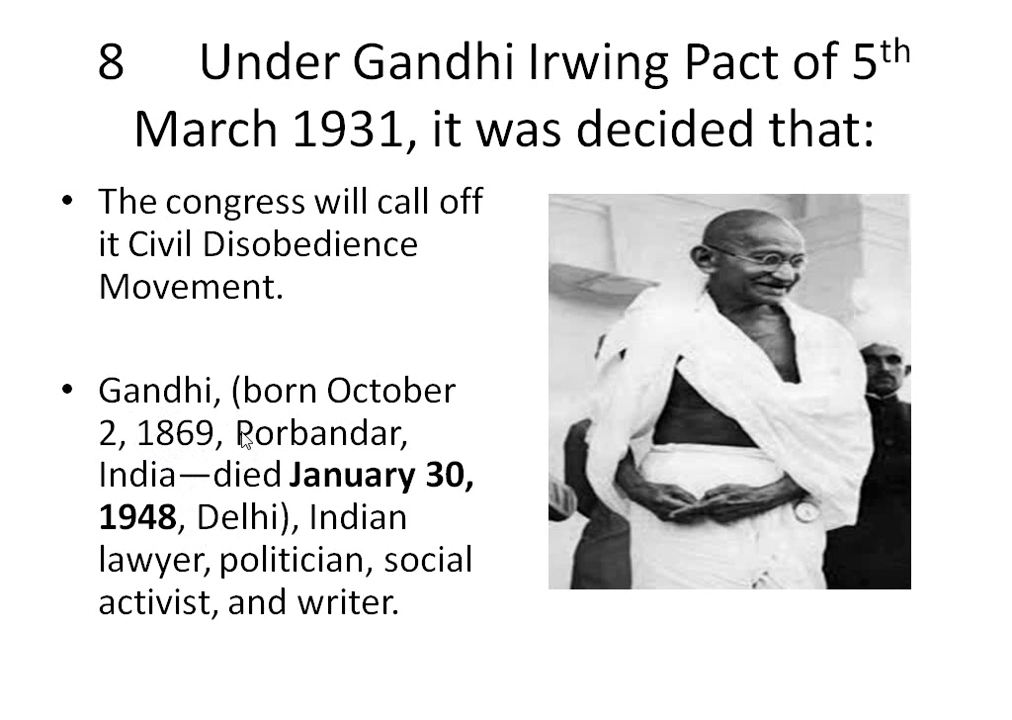 8 Under Gandhi Irwing Pact of 5th
March 1931, it was decided that:
• The congress will call off
it Civil Disobedience
Movement.
• Gandhi, (born October
2, 1869, Porbandar,
India—died January 30,
1948, Delhi), Indian
lawyer, politician, social
activist, and writer.